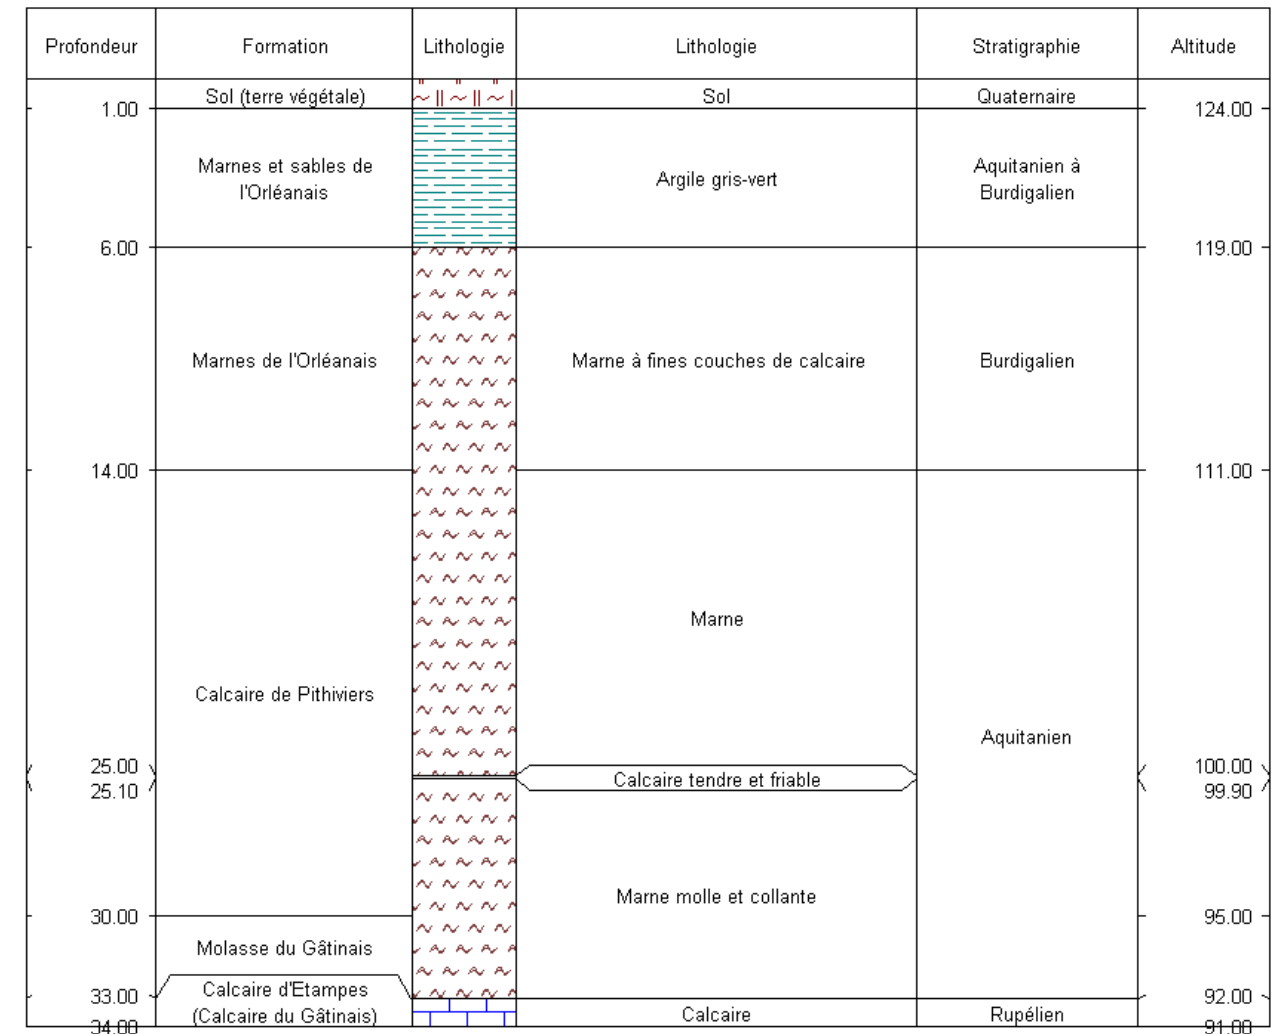 Profondeur Formation Lithologie Lithologie Stratigraphie Altitude
Sol (terre végétale) Sol Quaternaire
1.00 124.00
Marnes et sables de
l'Orléanais
Argile gris-vert
Aquitanien à
Burdigalien
6.00 119.00
Marnes de l'Orléanais Marne à fines couches de calcaire Burdigalien
14.00 111.00
Marne
Calcaire de Pithiviers
Aquitanien
25.00 100.00
Calcaire tendre et friable
25.10 99.90
Marne molle et collante
30.00 95.00
Molasse du Gâtinais
33.00 92.00
Calcaire d'Etampes
(Calcaire du Gâtinais) Calcaire Rupélien
34.00 91.00